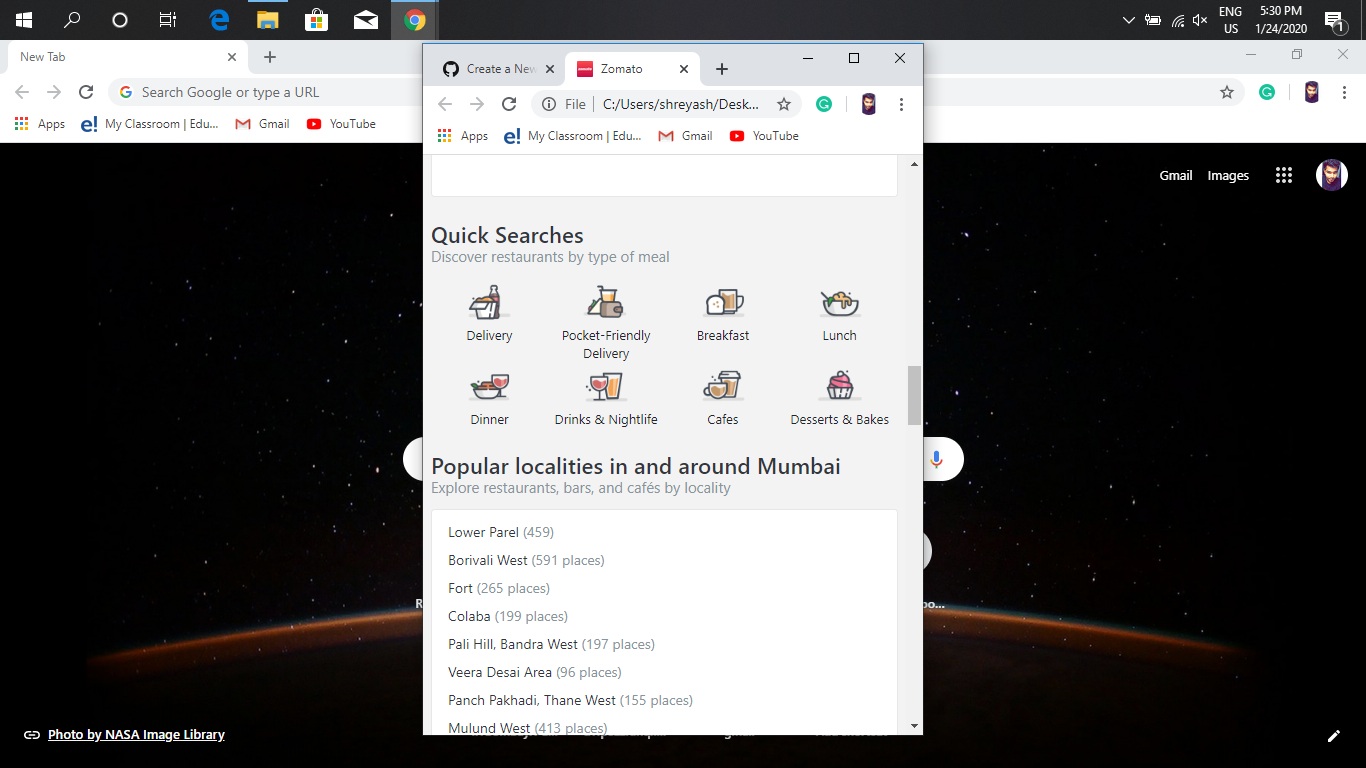 ENG
US
5:30 PM
1/24/2020
1
New Tab
Search Google or type a URL
Apps
e! My Classroom | Edu...
Gmail
YouTube
Gmail
Images
Create a New
Zomato
File
C:/Users/shreyash/Desk...
Apps
e! My Classroom | Edu...
Gmail
YouTube
Quick Searches
Discover restaurants by type of meal
Delivery
Pocket-Friendly
Delivery
Breakfast
Lunch
Dinner
Drinks & Nightlife
Cafes
Desserts & Bakes
Popular localities in and around Mumbai
Explore restaurants, bars, and cafés by locality
Lower Parel (459)
Borivali West (591 places)
Fort (265 places)
Colaba (199 places)
Pali Hill, Bandra West (197 places)
Veera Desai Area (96 places)
Panch Pakhadi, Thane West (155 places)
Mulund West (413 places)
Photo by NASA Image Library